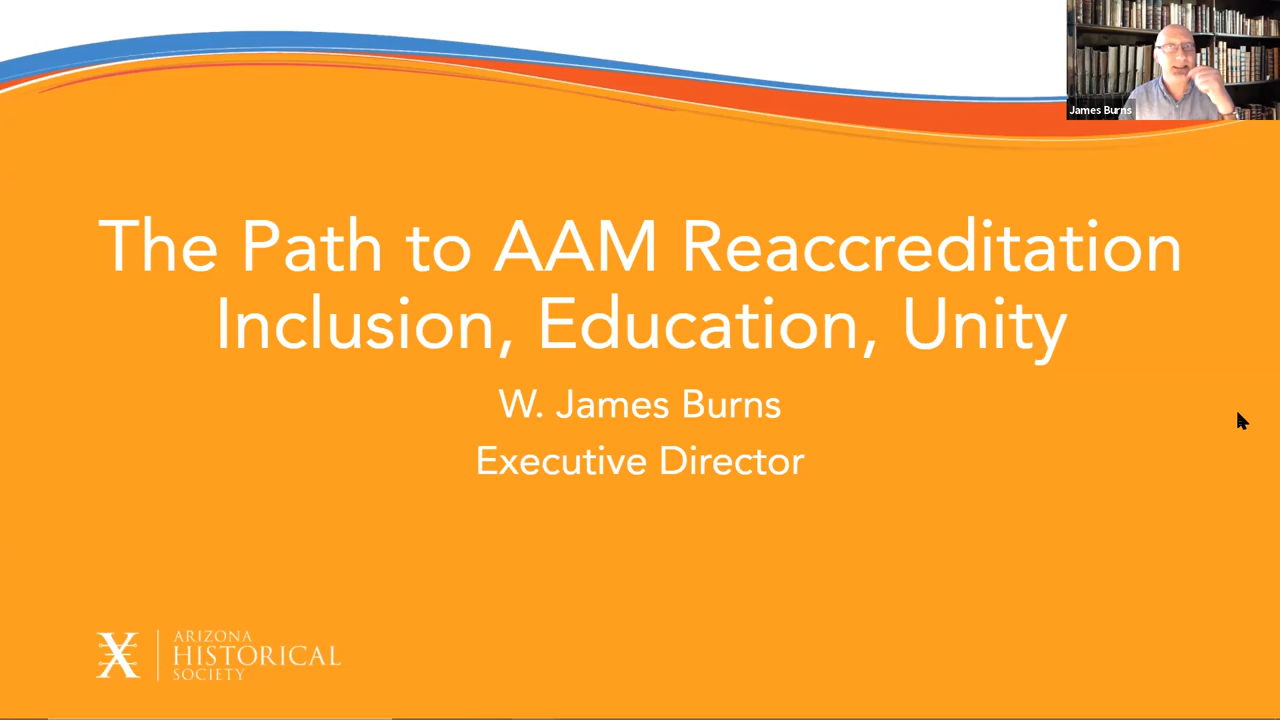 James Burns
The Path to AAM Reaccreditation
Inclusion, Education, Unity
W. James Burns
Executive Director
ARIZONA
HISTORICAL
SOCIETY